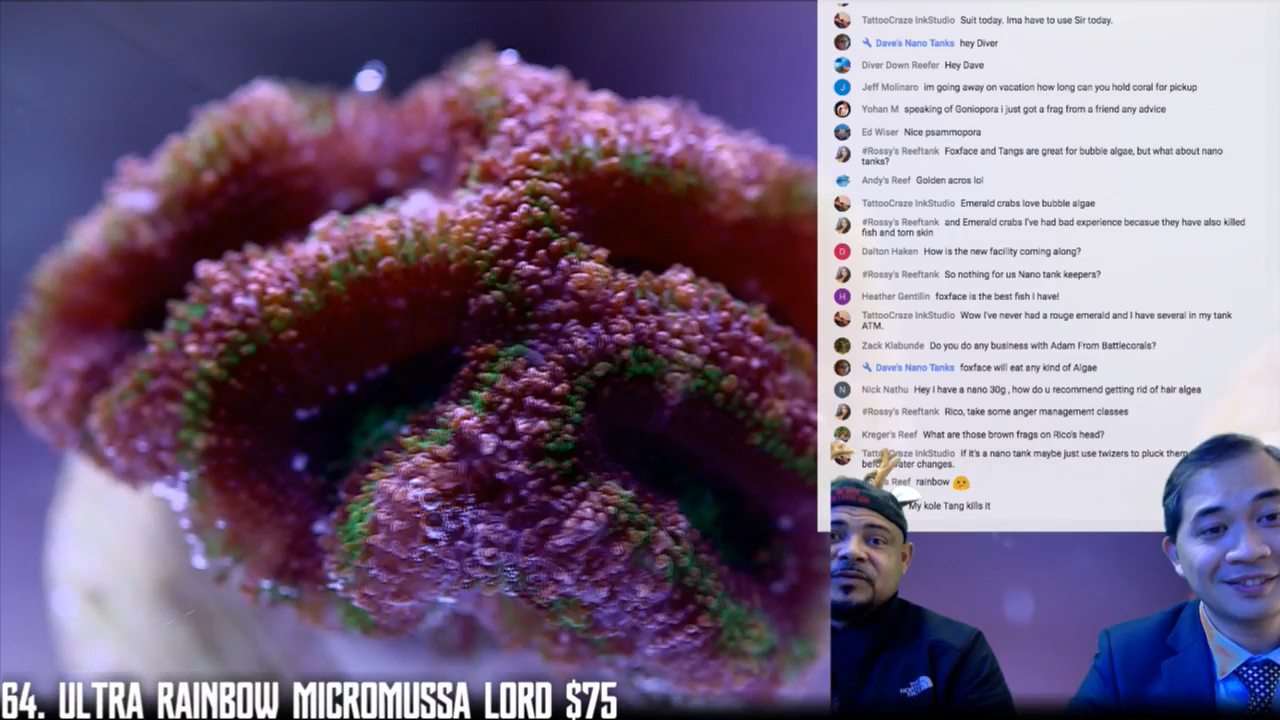 TattooCraze InkStudio Suit today. Ima have to use Sir today.
Dave's Nano Tanks hey Diver
Diver Down Reefer Hey Dave
J Jeff Molinaro im going away on vacation how long can you hold coral for pickup
Yohan M speaking of Goniopora i just got a frag from a friend any advice
Ed Wiser Nice psammopora
#Rossy's Reeftank Foxface and Tangs are great for bubble algae, but what about nano
tanks?
Andy's Reef Golden acros lol
TattooCraze InkStudio Emerald crabs love bubble algae
#Rossy's Reeftank and Emerald crabs I've had bad experience becasue they have also killed
fish and torn skin
D Dalton Haken How is the new facility coming along?
#Rossy's Reeftank So nothing for us Nano tank keepers?
H Heather Gentilin foxface is the best fish I have!
TattooCraze InkStudio Wow I've never had a rouge emerald and I have several in my tank
ATM.
Zack Klabunde Do you do any business with Adam From Battlecorals?
Dave's Nano Tanks foxface will eat any kind of Algae
N Nick Nathu Hey I have a nano 30g , how do u recommend getting rid of hair algea
#Rossy's Reeftank Rico, take some anger management classes
Kreger's Reef What are those brown frags on Rico's head?
TattooCraze InkStudio If it's a nano tank maybe just use twizers to pluck them
water changes.
Reef rainbow 🤗
My kole Tang kills it
64. ULTRA RAINBOW MICROMUSSA LORD $75